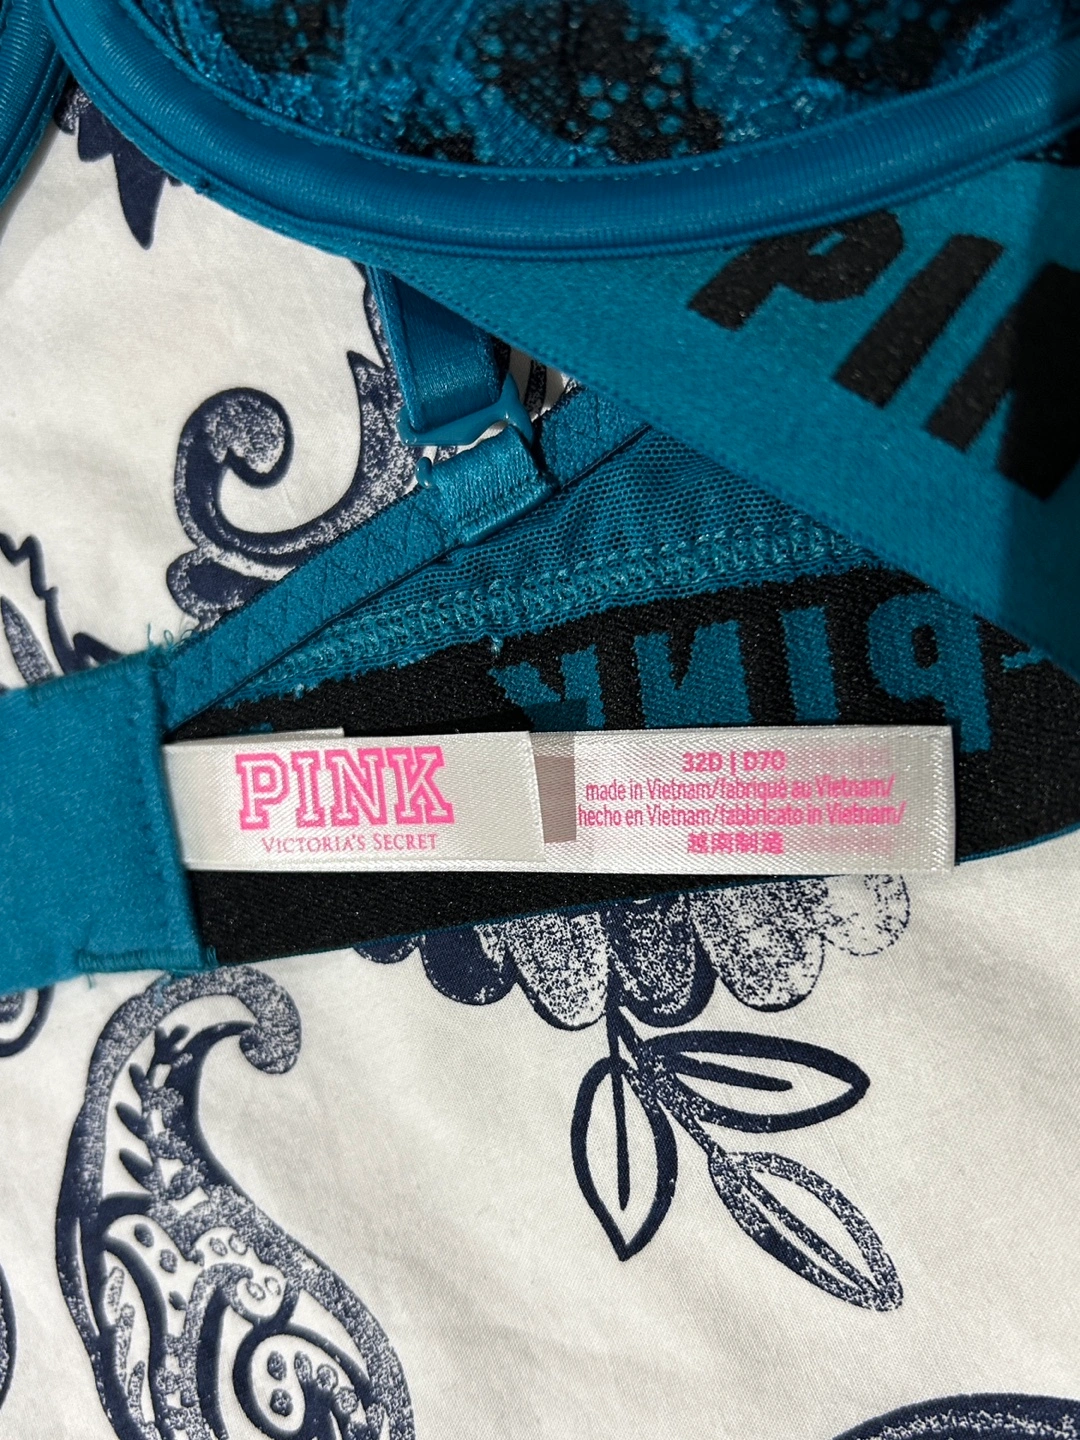 PIN
PINK
PINK
VICTORIA'S SECRET
32D | D70
made in Vietnam/fabriqué au Vietnam/
hecho en Vietnam/fabbricato in Vietnam/
越南制造